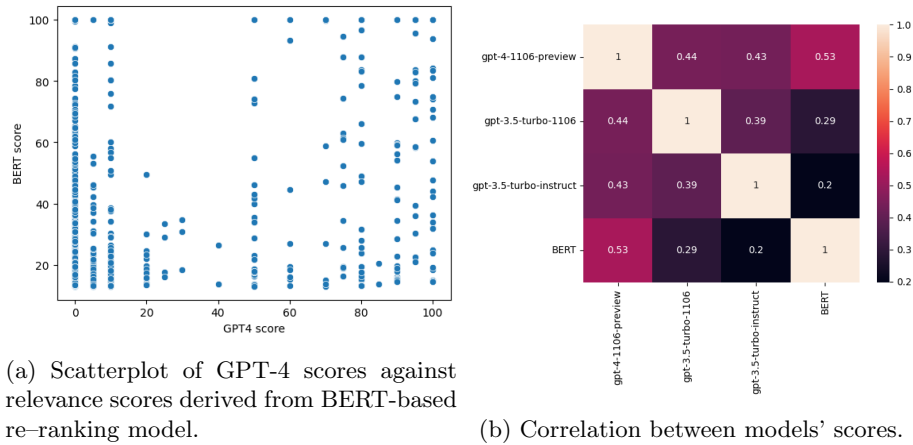 100
80
60
40
20
BERT score
0
20
40
60
80
100
GPT4 score
(a) Scatterplot of GPT-4 scores against
relevance scores derived from BERT-based
re–ranking model.
gpt-4-1106-preview
1
0.44
0.43
0.53
gpt-3.5-turbo-1106
0.44
1
0.39
0.29
gpt-3.5-turbo-instruct
0.43
0.39
1
0.2
BERT
0.53
0.29
0.2
1
gpt-4-1106-preview
gpt-3.5-turbo-1106
gpt-3.5-turbo-instruct
BERT
1.0
0.9
0.8
0.7
0.6
0.5
0.4
0.3
0.2
(b) Correlation between models' scores.